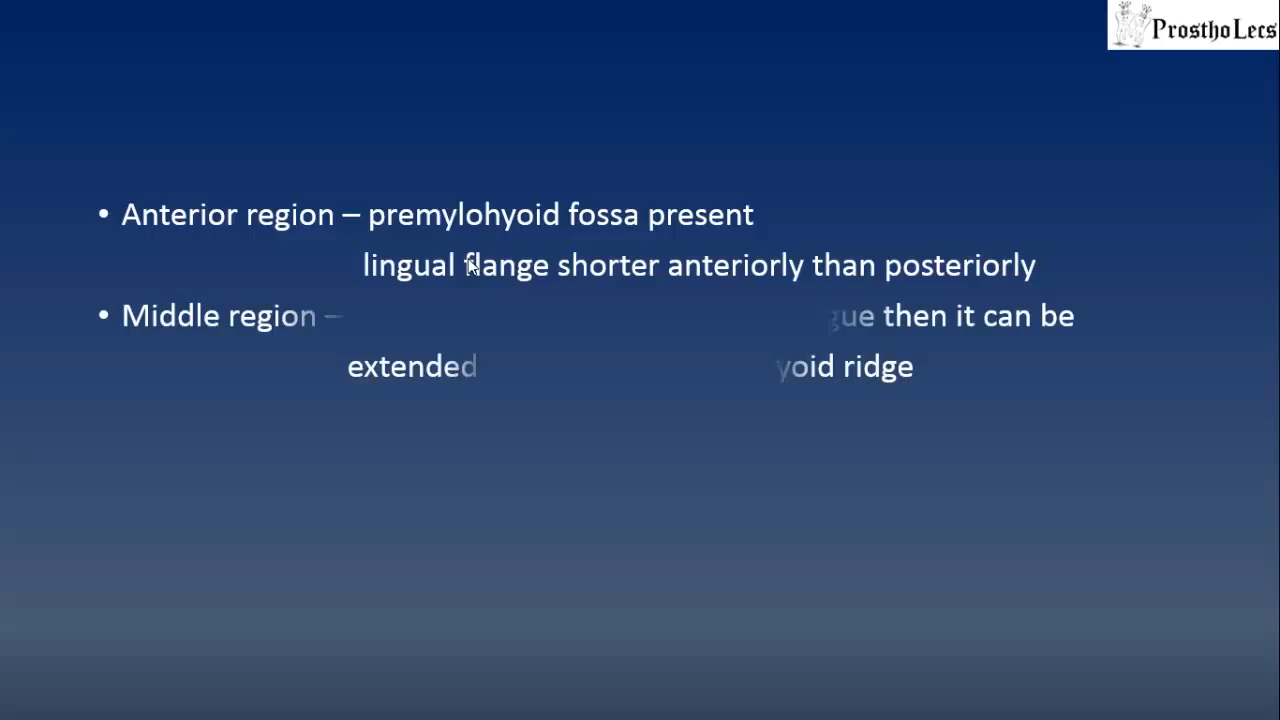 ProsthoLecs
• Anterior region – premylohyoid fossa present
lingual flange shorter anteriorly than posteriorly
• Middle region – then it can be
extended ridge